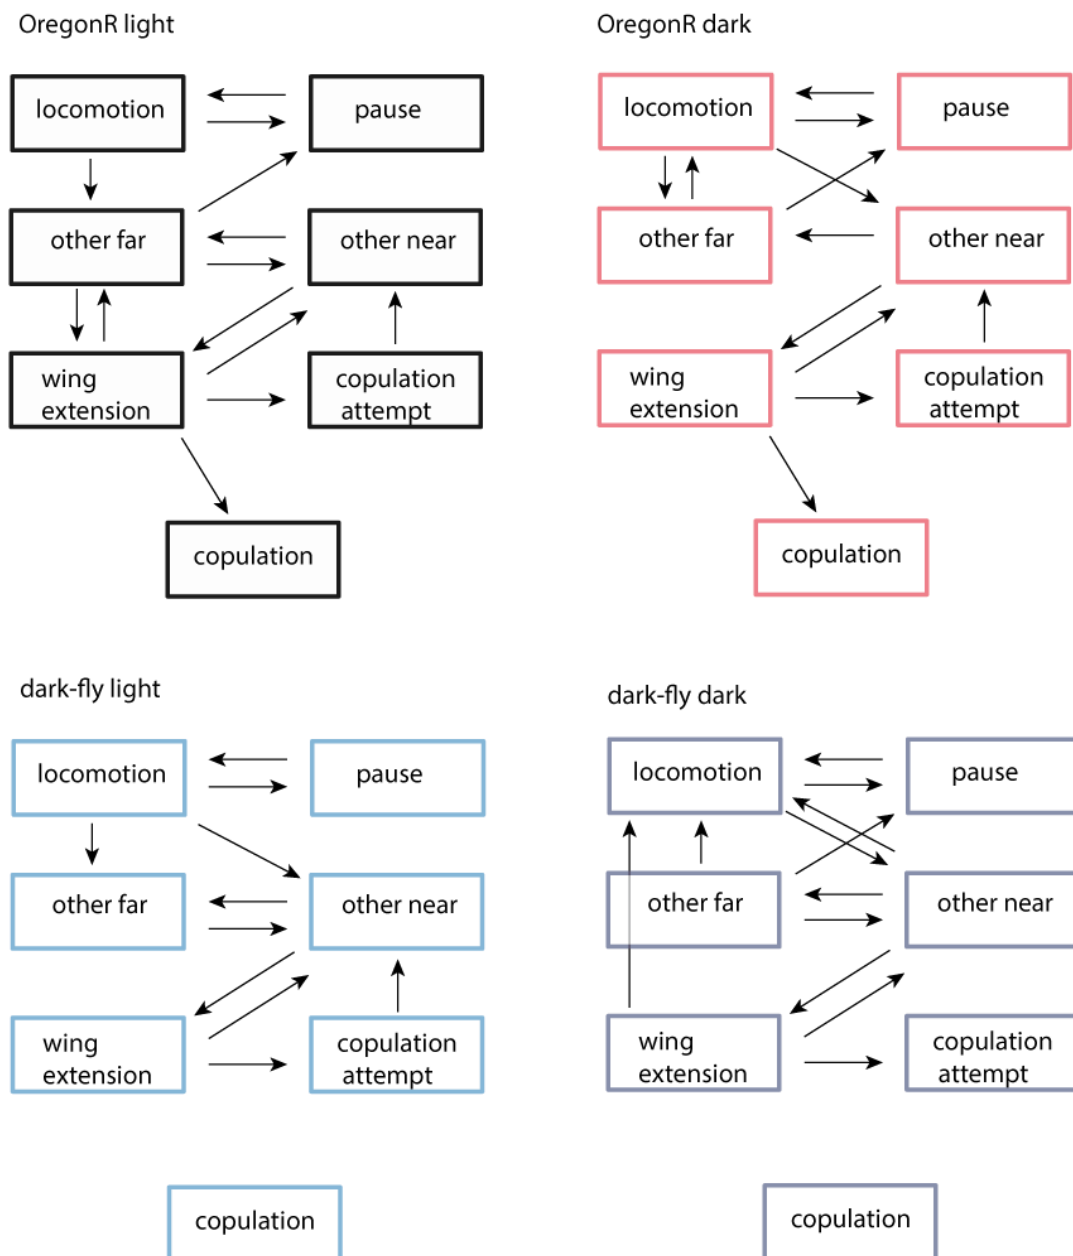 OregonR light
locomotion
pause
other far
other near
wing
extension
copulation
attempt
copulation
OregonR dark
locomotion
pause
other far
other near
wing
extension
copulation
attempt
copulation
dark-fly light
locomotion
pause
other far
other near
wing
extension
copulation
attempt
copulation
dark-fly dark
locomotion
pause
other far
other near
wing
extension
copulation
attempt
copulation